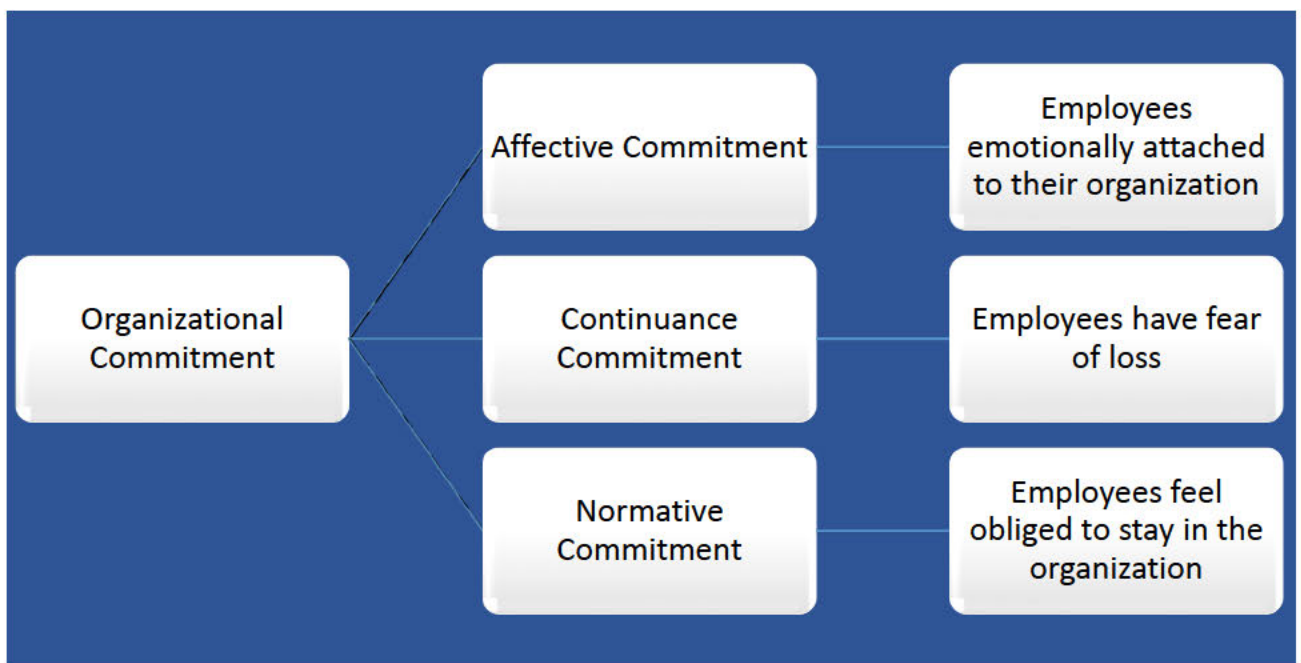 Organizational
Commitment
Affective Commitment
Employees
emotionally attached
to their organization
Continuance
Commitment
Employees have fear
of loss
Normative
Commitment
Employees feel
obliged to stay in the
organization